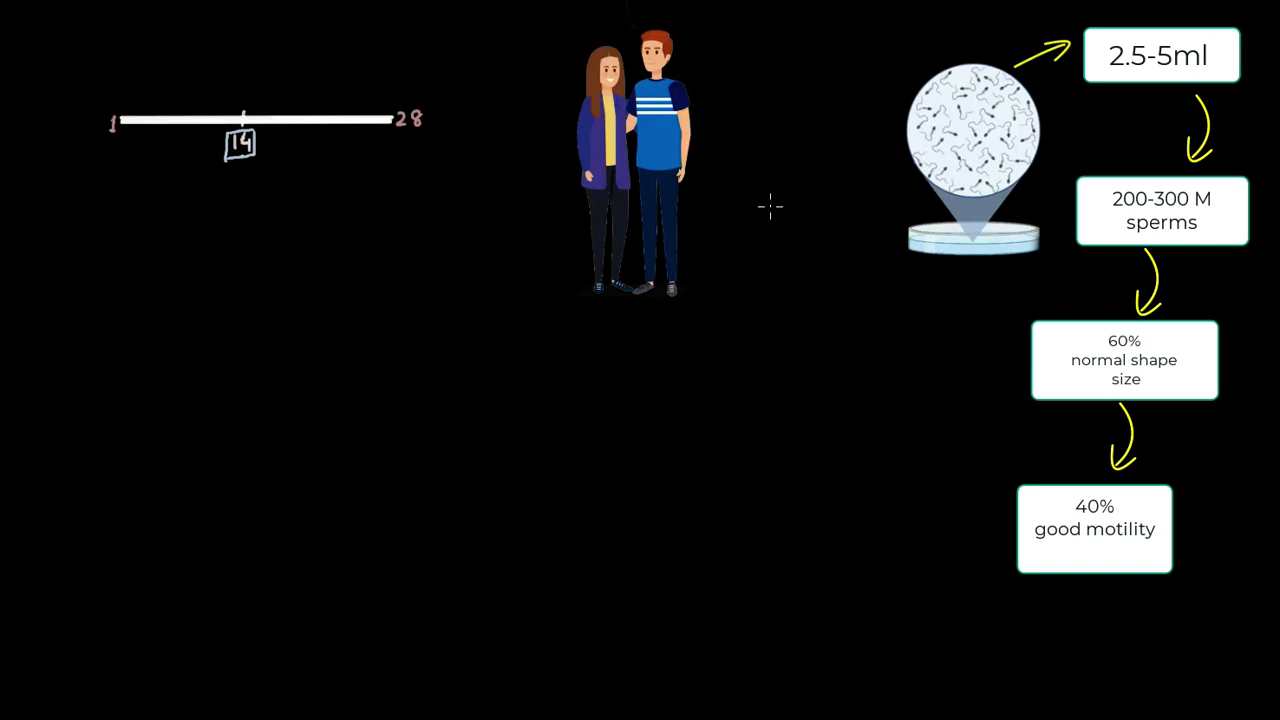 1
28
14
2.5-5ml
200-300 M
sperms
60%
normal shape
size
40%
good motility